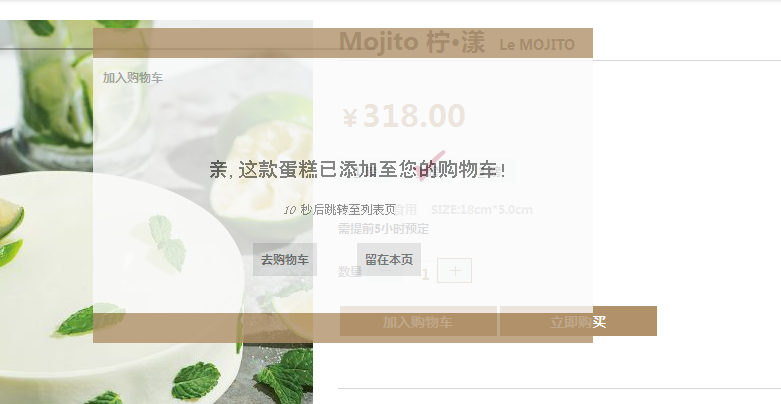 Mojito 柠•漾 Le MOJITO
加入购物车
￥318.00
亲,这款蛋糕已添加至您的购物车!
10 秒后跳转至列表页
食用 SIZE:18cm*5.0cm
需提前5小时预定
去购物车 留在本页
数量 1 +
加入购物车 立即购买